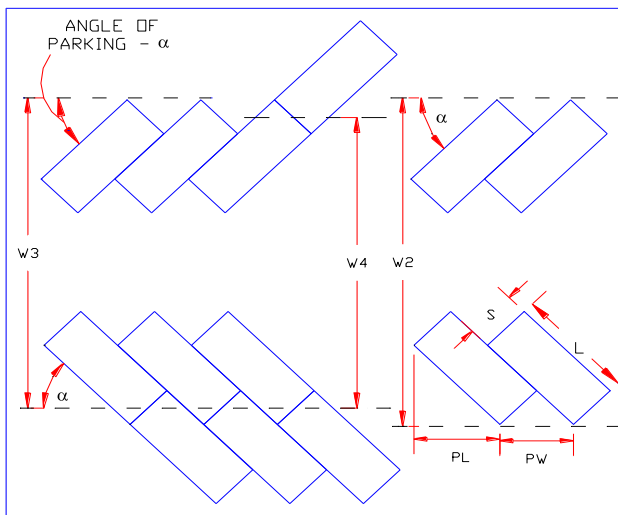 ANGLE OF
PARKING - α
α
W3
W4
W2
S
L
α
PL
PW